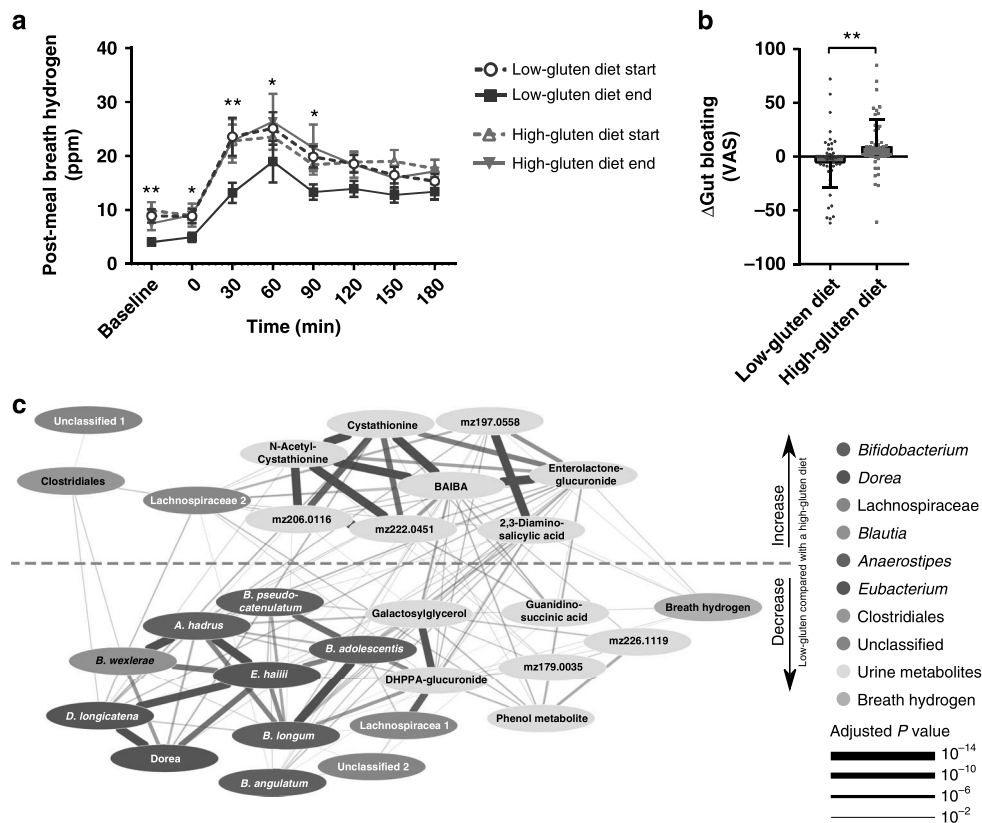 a
Post-meal breath hydrogen
(ppm)
40
30
20
10
0
**
*
**
*
*
Baseline
0
30
60
90
120
150
180
Time (min)
Low-gluten diet start
Low-gluten diet end
High-gluten diet start
High-gluten diet end
b
ΔGut bloating
(VAS)
100
50
0
−50
−100
**
Low-gluten diet
High-gluten diet
c
Unclassified 1
Clostridiales
Lachnospiraceae 2
Cystathionine
mz197.0558
N-Acetyl-
Cystathionine
BAIBA
Enterolactone-
glucuronide
mz206.0116
mz222.0451
2,3-Diamino-
salicylic acid
B. pseudo-
catenulatum
A. hadrus
B. wexlerae
B. adolescentis
E. haiiii
D. longicatena
B. longum
Dorea
B. angulatum
Galactosylglycerol
Guanidino-
succinic acid
Breath hydrogen
mz226.1119
mz179.0035
DHPPA-glucuronide
Phenol metabolite
Lachnospiracea 1
Unclassified 2
Increase
Decrease
Low-gluten compared with a high-gluten diet
Bifidobacterium
Dorea
Lachnospiraceae
Blautia
Anaerostipes
Eubacterium
Clostridiales
Unclassified
Urine metabolites
Breath hydrogen
Adjusted P value
10⁻¹⁴
10⁻¹⁰
10⁻⁶
10⁻²